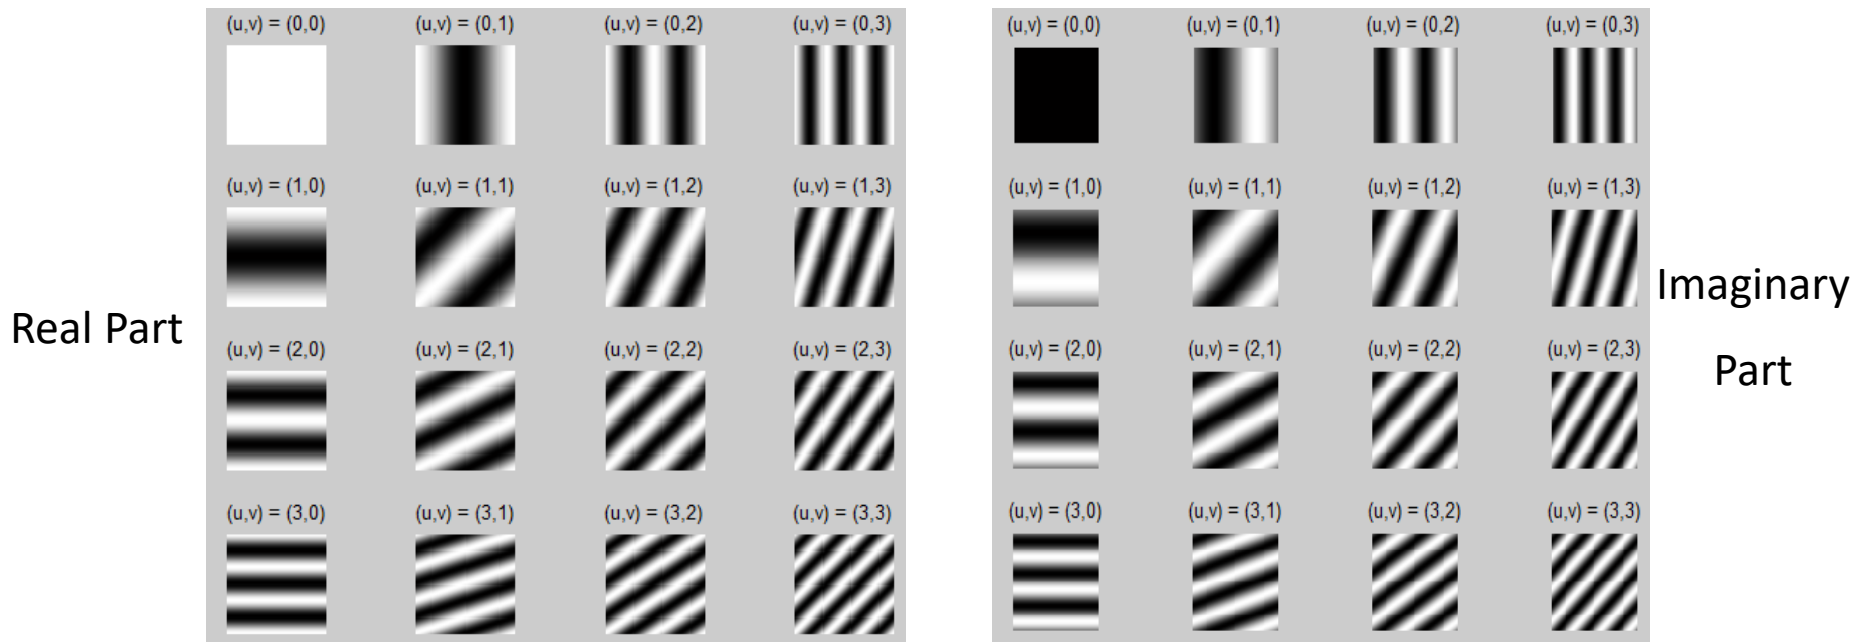 Real Part
(u,v) = (0,0) (u,v) = (0,1) (u,v) = (0,2) (u,v) = (0,3)
(u,v) = (1,0) (u,v) = (1,1) (u,v) = (1,2) (u,v) = (1,3)
(u,v) = (2,0) (u,v) = (2,1) (u,v) = (2,2) (u,v) = (2,3)
(u,v) = (3,0) (u,v) = (3,1) (u,v) = (3,2) (u,v) = (3,3)
(u,v) = (0,0) (u,v) = (0,1) (u,v) = (0,2) (u,v) = (0,3)
(u,v) = (1,0) (u,v) = (1,1) (u,v) = (1,2) (u,v) = (1,3)
(u,v) = (2,0) (u,v) = (2,1) (u,v) = (2,2) (u,v) = (2,3)
(u,v) = (3,0) (u,v) = (3,1) (u,v) = (3,2) (u,v) = (3,3)
Imaginary
Part